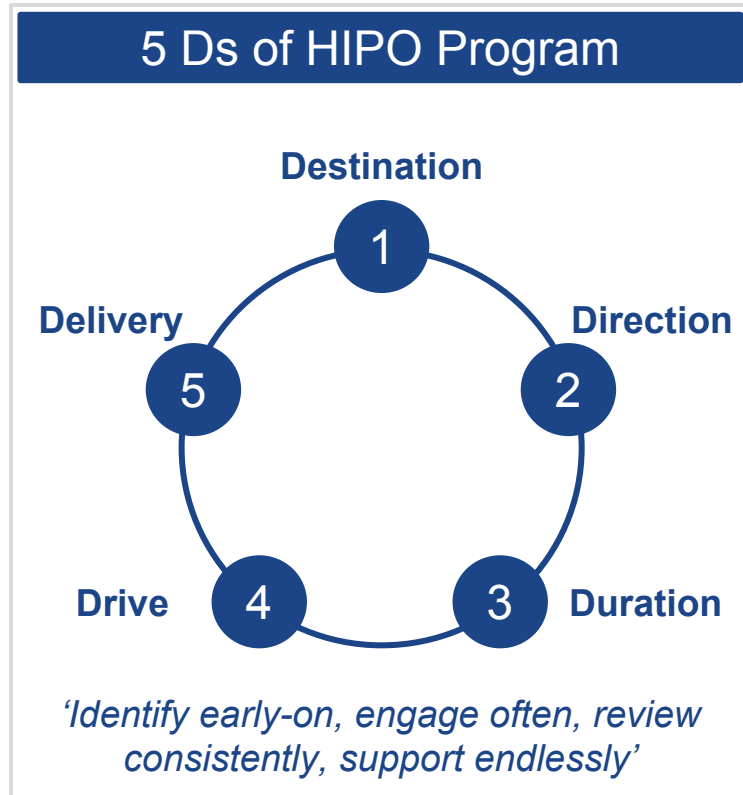 5 Ds of HIPO Program
Destination
1
Direction
2
Duration
3
Drive
4
Delivery
5
‘Identify early-on, engage often, review
consistently, support endlessly’